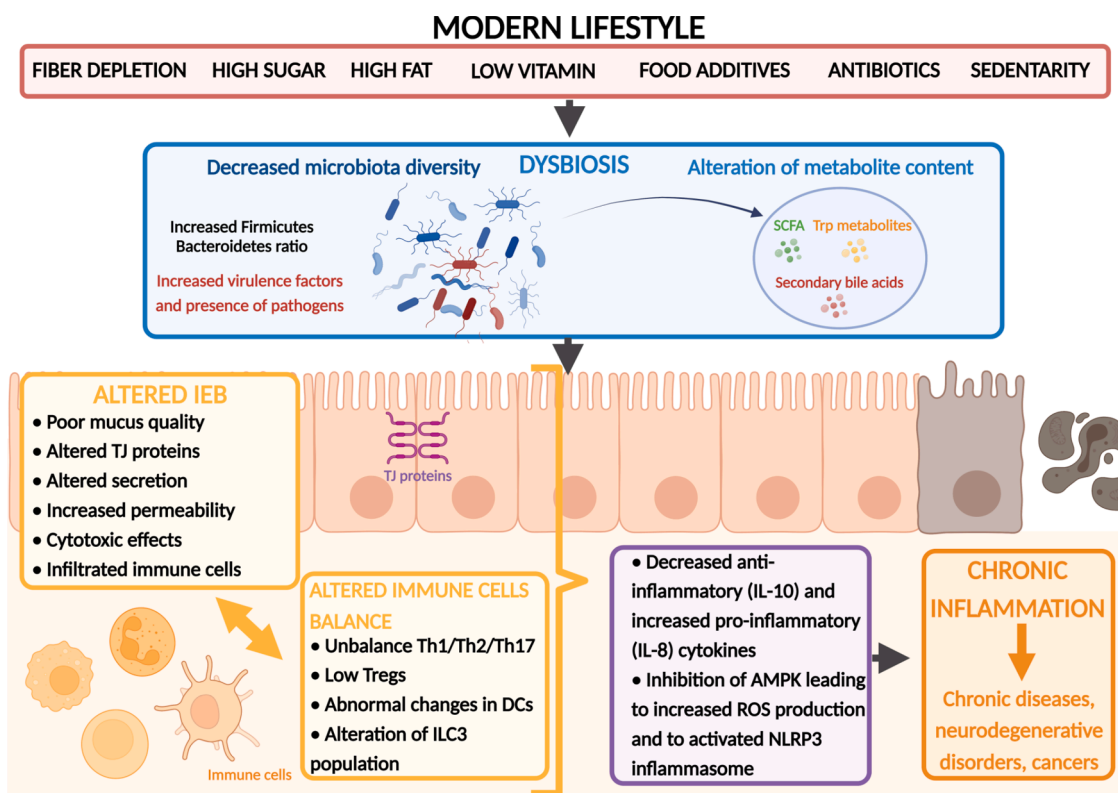 MODERN LIFESTYLE
FIBER DEPLETION HIGH SUGAR HIGH FAT LOW VITAMIN FOOD ADDITIVES ANTIBIOTICS SEDENTARITY
DYSBIOSIS
Decreased microbiota diversity
Increased Firmicutes
Bacteroidetes ratio
Increased virulence factors
and presence of pathogens
Alteration of metabolite content
SCFA Trp metabolites
Secondary bile acids
ALTERED IEB
• Poor mucus quality
• Altered TJ proteins
• Altered secretion
• Increased permeability
• Cytotoxic effects
• Infiltrated immune cells
TJ proteins
Immune cells
ALTERED IMMUNE CELLS
BALANCE
• Unbalance Th1/Th2/Th17
• Low Tregs
• Abnormal changes in DCs
• Alteration of ILC3
population
• Decreased anti-
inflammatory (IL-10) and
increased pro-inflammatory
(IL-8) cytokines
• Inhibition of AMPK leading
to increased ROS production
and to activated NLRP3
inflammasome
CHRONIC
INFLAMMATION
Chronic diseases,
neurodegenerative
disorders, cancers